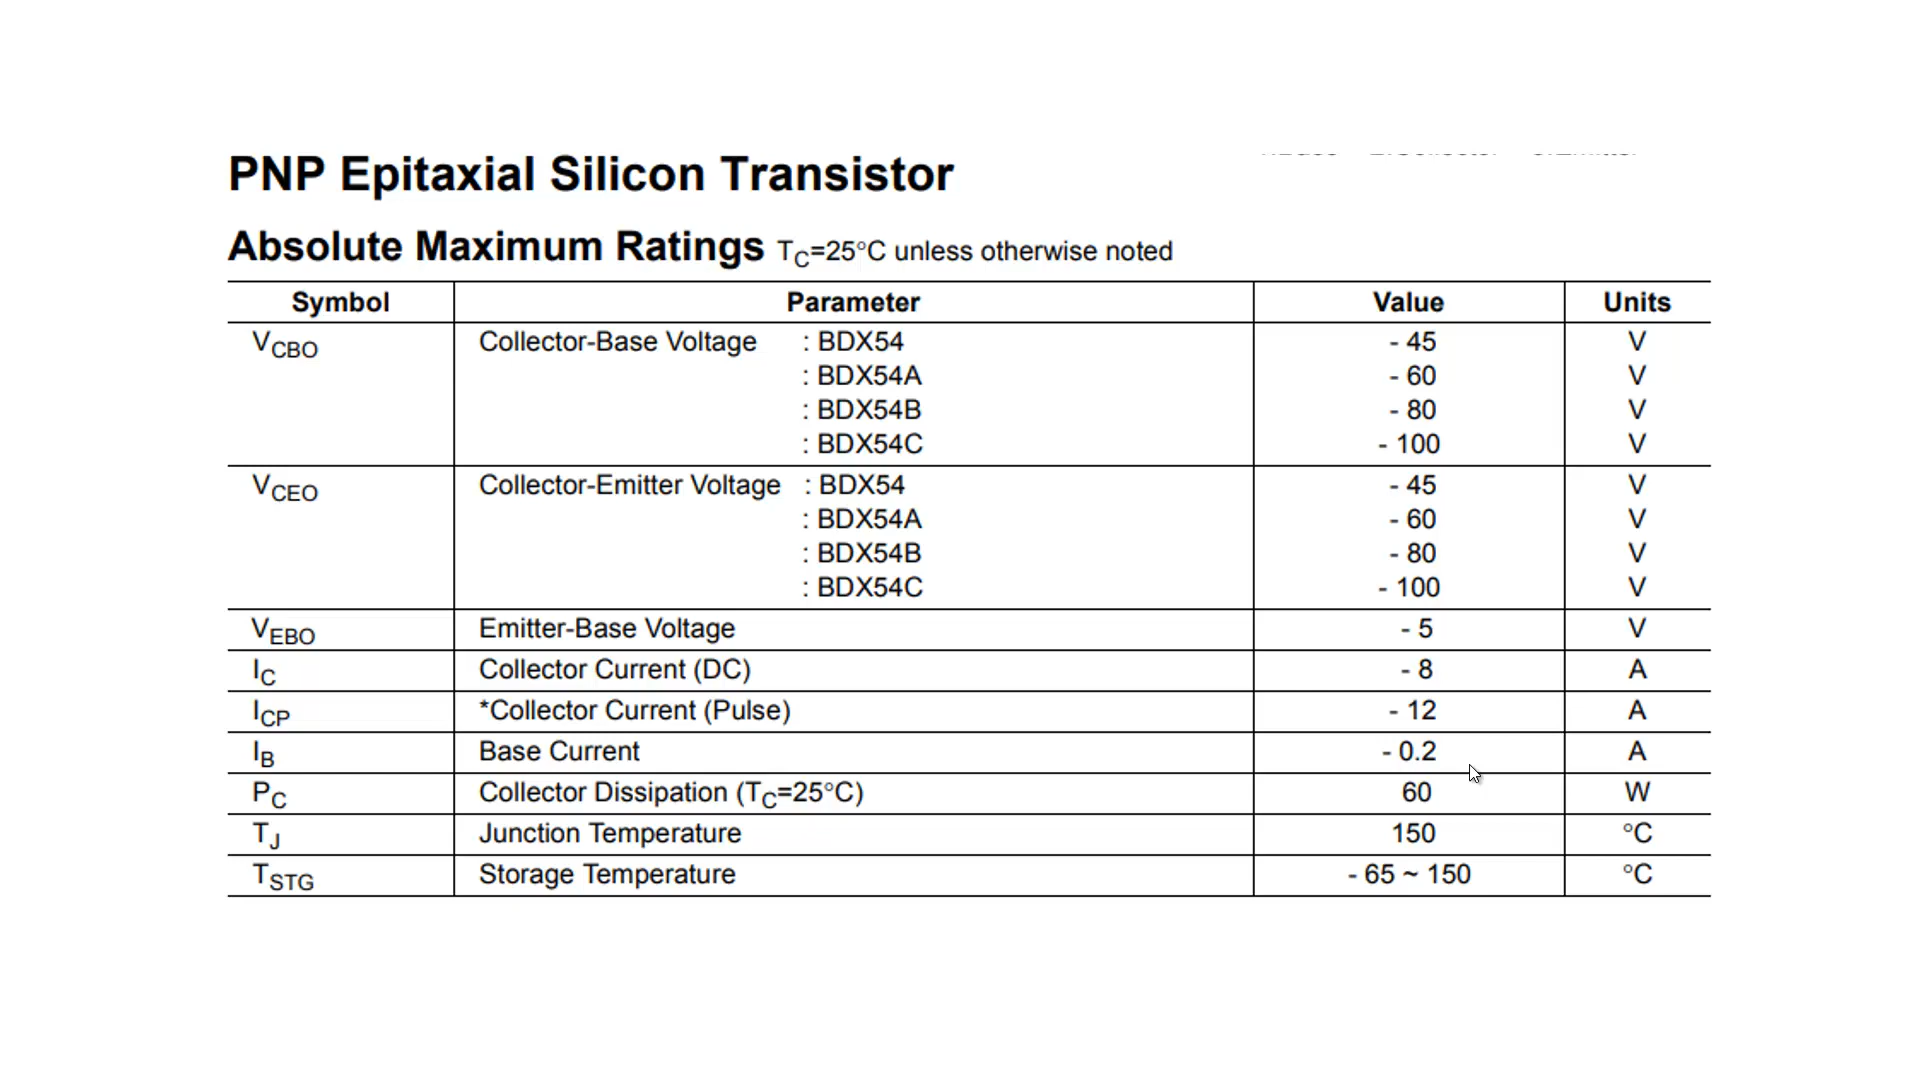 PNP Epitaxial Silicon Transistor
Absolute Maximum Ratings TC=25°C unless otherwise noted
Symbol Parameter Value Units
VCBO Collector-Base Voltage : BDX54 - 45 V
: BDX54A - 60 V
: BDX54B - 80 V
: BDX54C - 100 V
VCEO Collector-Emitter Voltage : BDX54 - 45 V
: BDX54A - 60 V
: BDX54B - 80 V
: BDX54C - 100 V
VEBO Emitter-Base Voltage - 5 V
IC Collector Current (DC) - 8 A
ICP *Collector Current (Pulse) - 12 A
IB Base Current - 0.2 A
PC Collector Dissipation (TC=25°C) 60 W
TJ Junction Temperature 150 °C
TSTG Storage Temperature - 65 ~ 150 °C